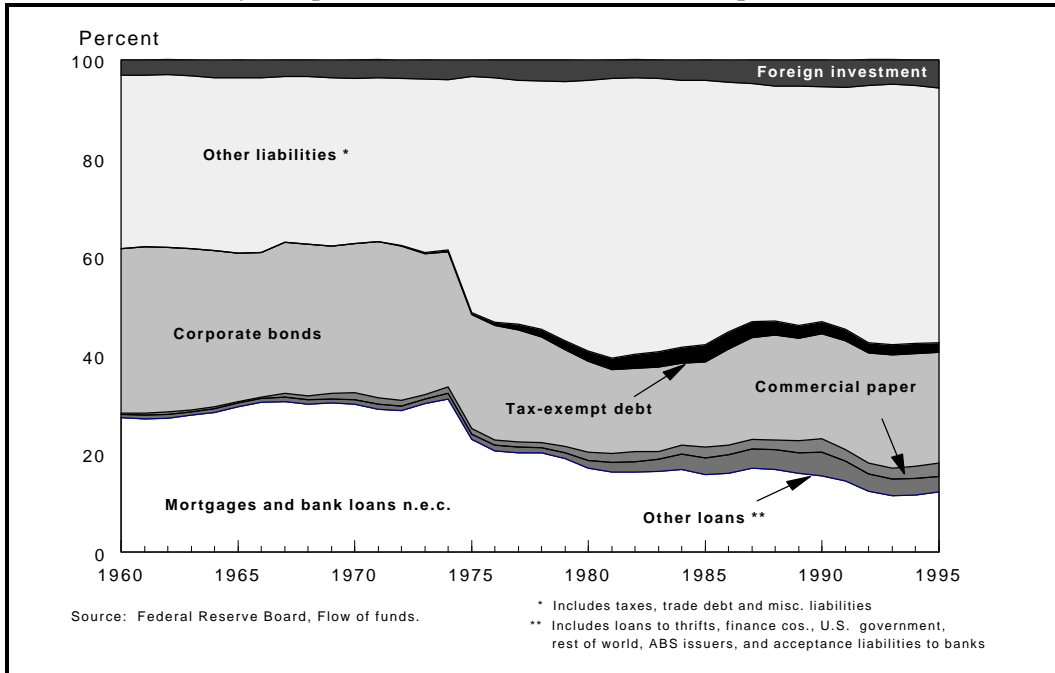 Percent
100
Foreign investment
80
Other liabilities *
60
Corporate bonds
40
Commercial paper
Tax-exempt debt
20
Mortgages and bank loans n.e.c.
Other loans **
0
1960 1965 1970 1975 1980 1985 1990 1995
Source: Federal Reserve Board, Flow of funds.
* Includes taxes, trade debt and misc. liabilities
** Includes loans to thrifts, finance cos., U.S. government,
rest of world, ABS issuers, and acceptance liabilities to banks